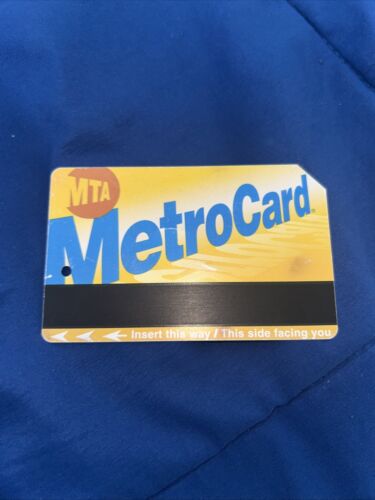 MTA
MetroCard
Insert this way / This side facing you